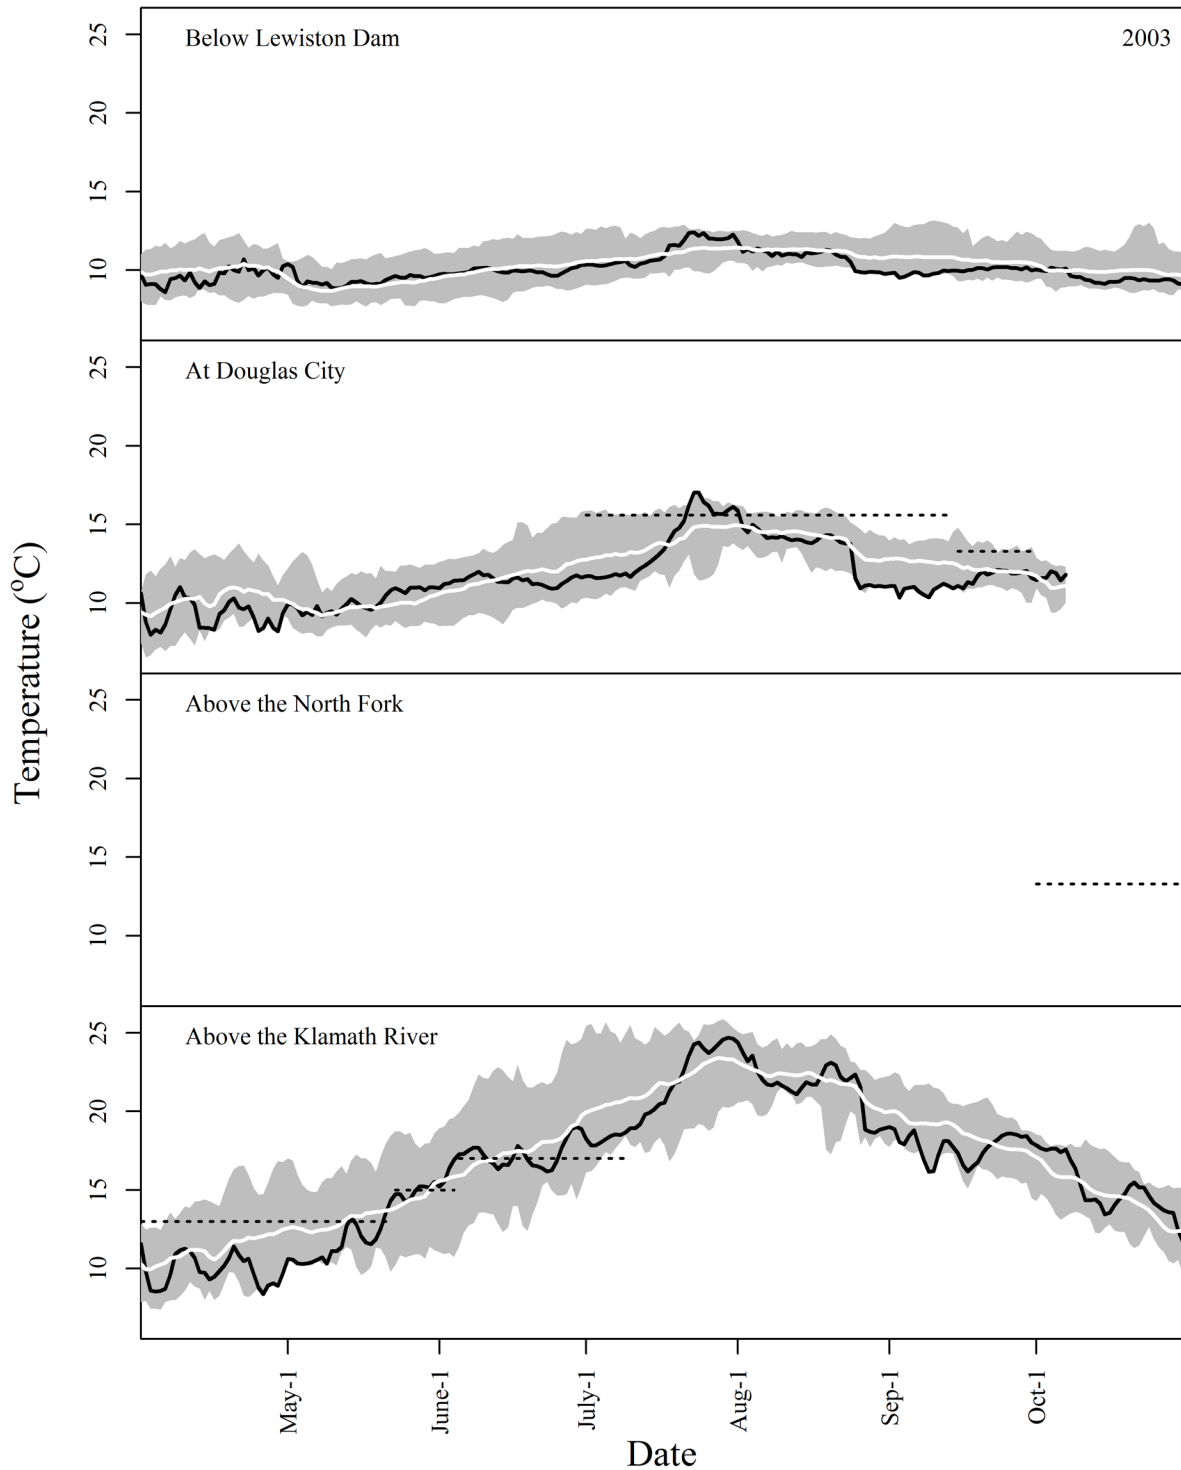 Below Lewiston Dam
2003
25
20
15
10
At Douglas City
25
20
15
10
Above the North Fork
25
20
15
10
Above the Klamath River
25
20
15
10
Temperature (°C)
May-1
June-1
July-1
Aug-1
Sep-1
Oct-1
Date